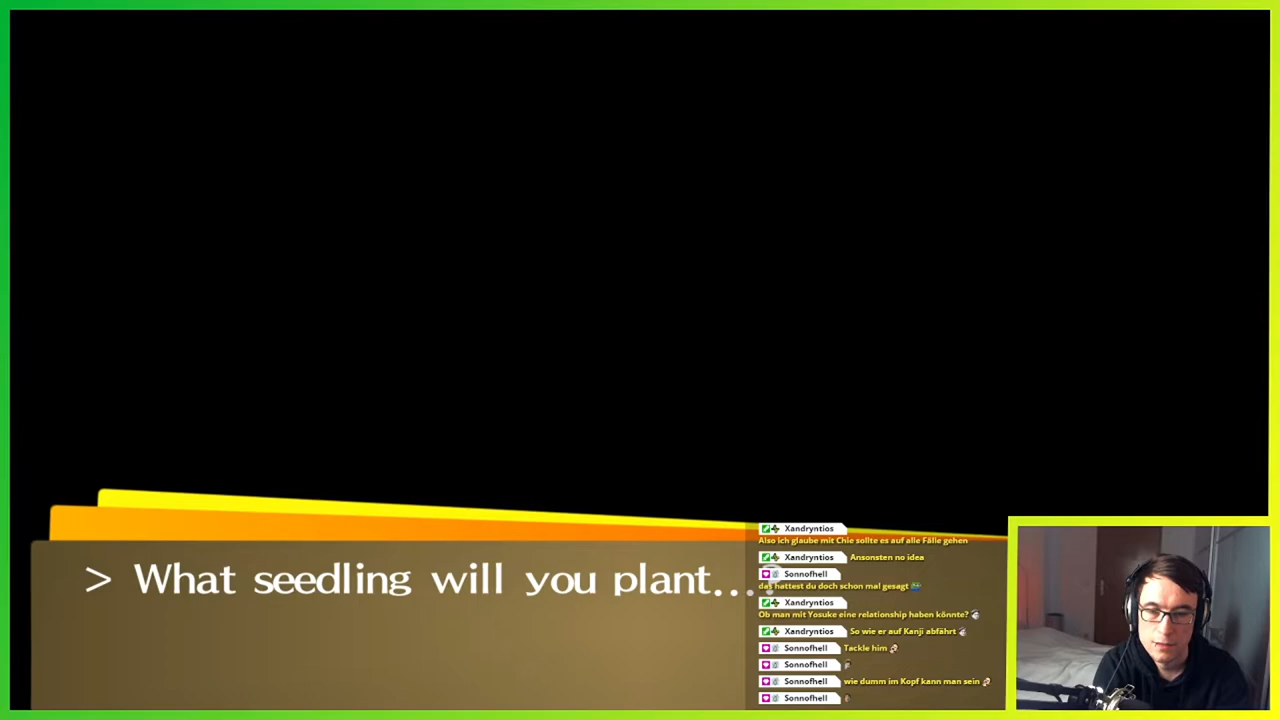 > What seedling will you plant...?
Xandryntios
Also ich glaube mit Chie sollte es auf alle Fälle gehen
Xandryntios Ansonsten no idea
Sonnofhell
das hattest du doch schon mal gesagt
Xandryntios
Ob man mit Yosuke eine relationship haben könnte?
Xandryntios So wie er auf Kanji abfährt
Sonnofhell Tackle him
Sonnofhell
Sonnofhell wie dumm im Kopf kann man sein
Sonnofhell